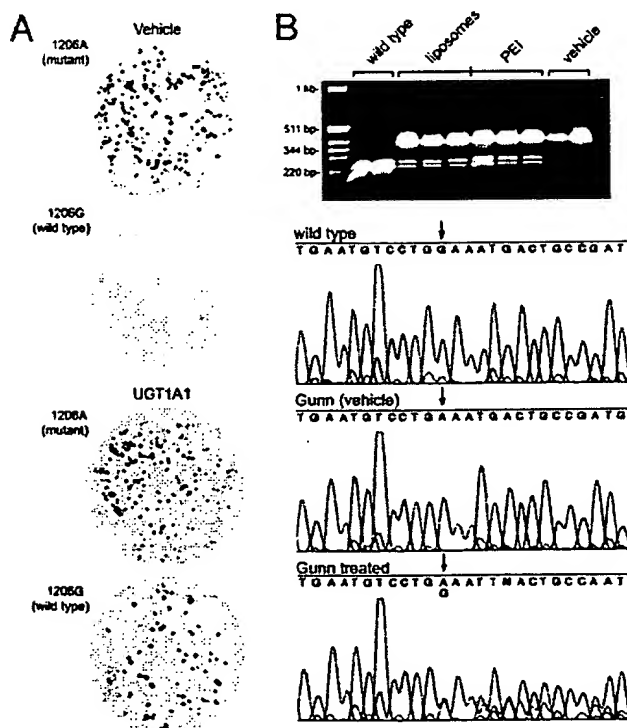 A
Vehicle
1206A
(mutant)
1206G
(wild type)
UGT1A1
1206A
(mutant)
1206G
(wild type)
B
wild type
liposomes
PEI
vehicle
1 kb-
511 bp-
344 bp-
220 bp-
wild type
T G A A T G T C C T G G A A A T G A C T G C C G A T
Gunn (vehicle)
T G A A T G T C C T G A A A T G A C T G C C G A T G
Gunn treated
T G A A T G T C C T G A A A T T N A C T G C C A A T
G